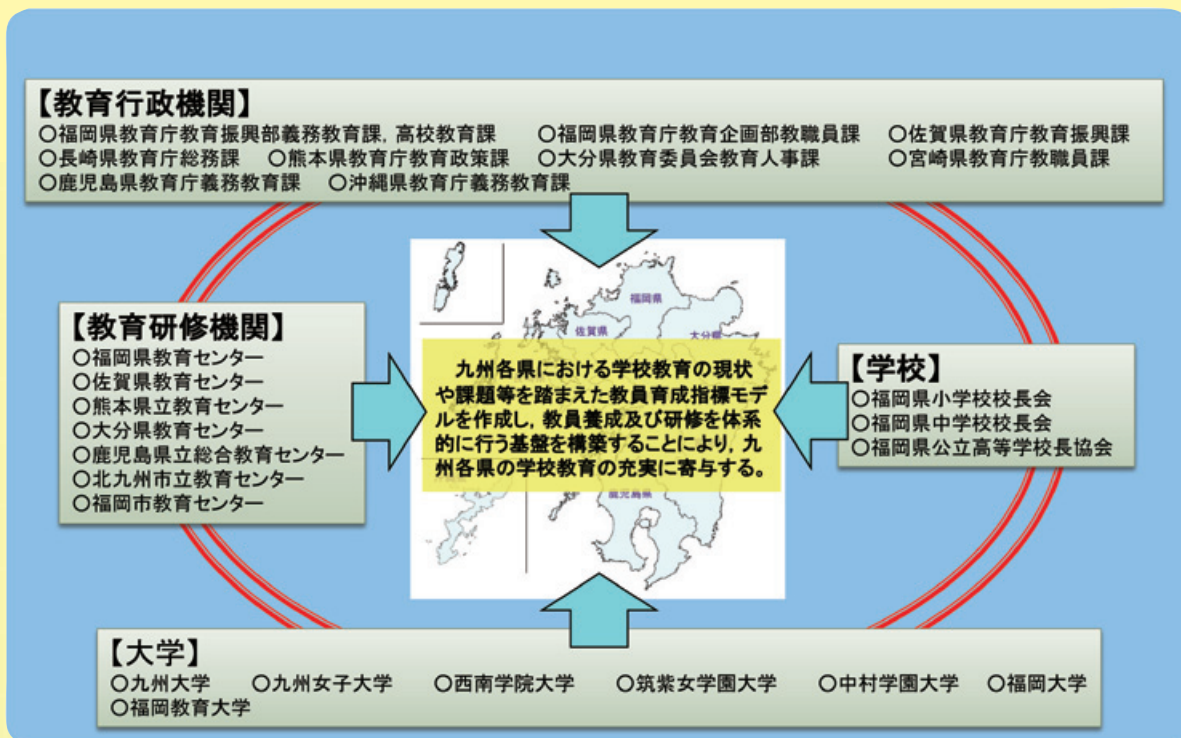 【教育行政機関】
○福岡県教育庁教育振興部義務教育課, 高校教育課 ○福岡県教育庁教育企画部教職員課 ○佐賀県教育庁教育振興課
○長崎県教育庁総務課 ○熊本県教育庁教育政策課 ○大分県教育委員会教育人事課 ○宮崎県教育庁教職員課
○鹿児島県教育庁義務教育課 ○沖縄県教育庁義務教育課
【教育研修機関】
○福岡県教育センター
○佐賀県教育センター
○熊本県立教育センター
○大分県教育センター
○鹿児島県立総合教育センター
○北九州市立教育センター
○福岡市教育センター
福岡県
佐賀県
大分県
九州各県における学校教育の現状
や課題等を踏まえた教員育成指標モデ
ルを作成し, 教員養成及び研修を体系
的に行う基盤を構築することにより, 九
州各県の学校教育の充実に寄与する。
鹿児島県
【学校】
○福岡県小学校校長会
○福岡県中学校校長会
○福岡県公立高等学校長協会
【大学】
○九州大学 ○九州女子大学 ○西南学院大学 ○筑紫女学園大学 ○中村学園大学 ○福岡大学
○福岡教育大学